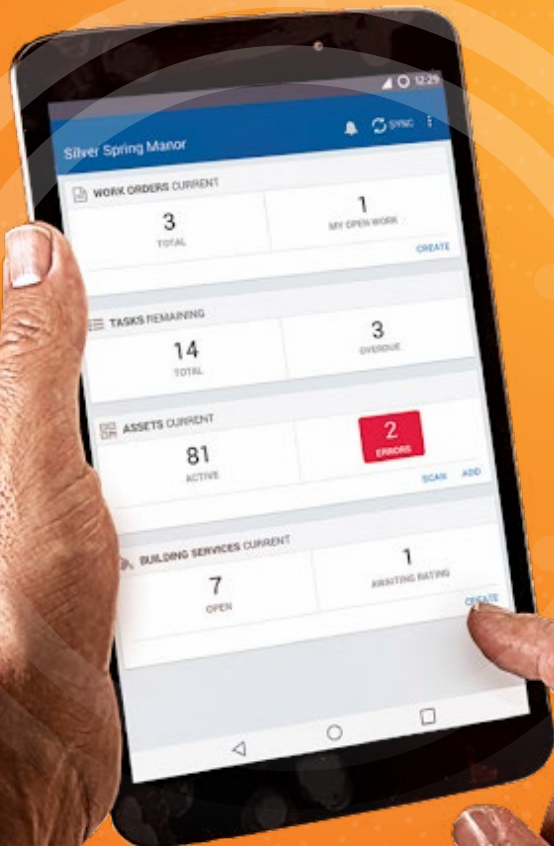 12:29
Silver Spring Manor
SYNC
WORK ORDERS CURRENT
3
TOTAL
1
MY OPEN WORK
CREATE
TASKS REMAINING
14
TOTAL
3
OVERDUE
ASSETS CURRENT
81
ACTIVE
2
ERRORS
SCAN ADD
BUILDING SERVICES CURRENT
7
OPEN
1
AWAITING RATING
CREATE